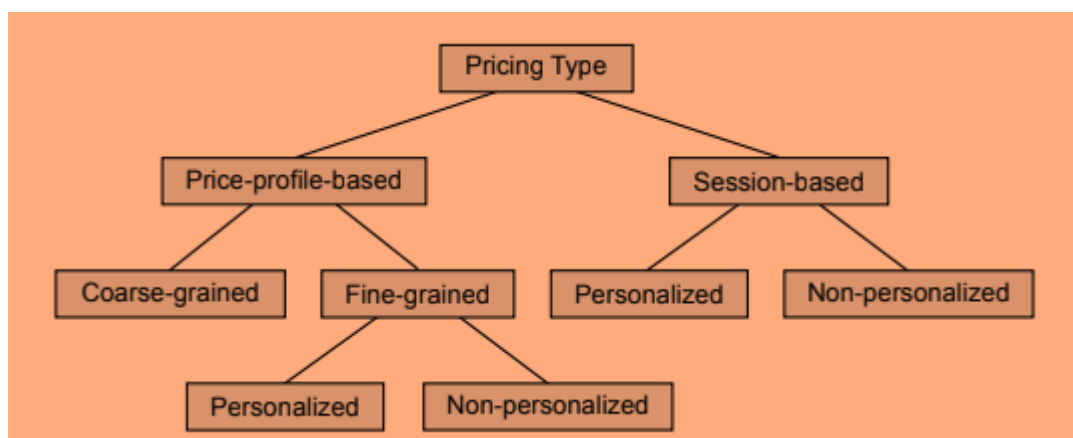 Pricing Type
Price-profile-based
Session-based
Coarse-grained
Fine-grained
Personalized
Non-personalized
Personalized
Non-personalized